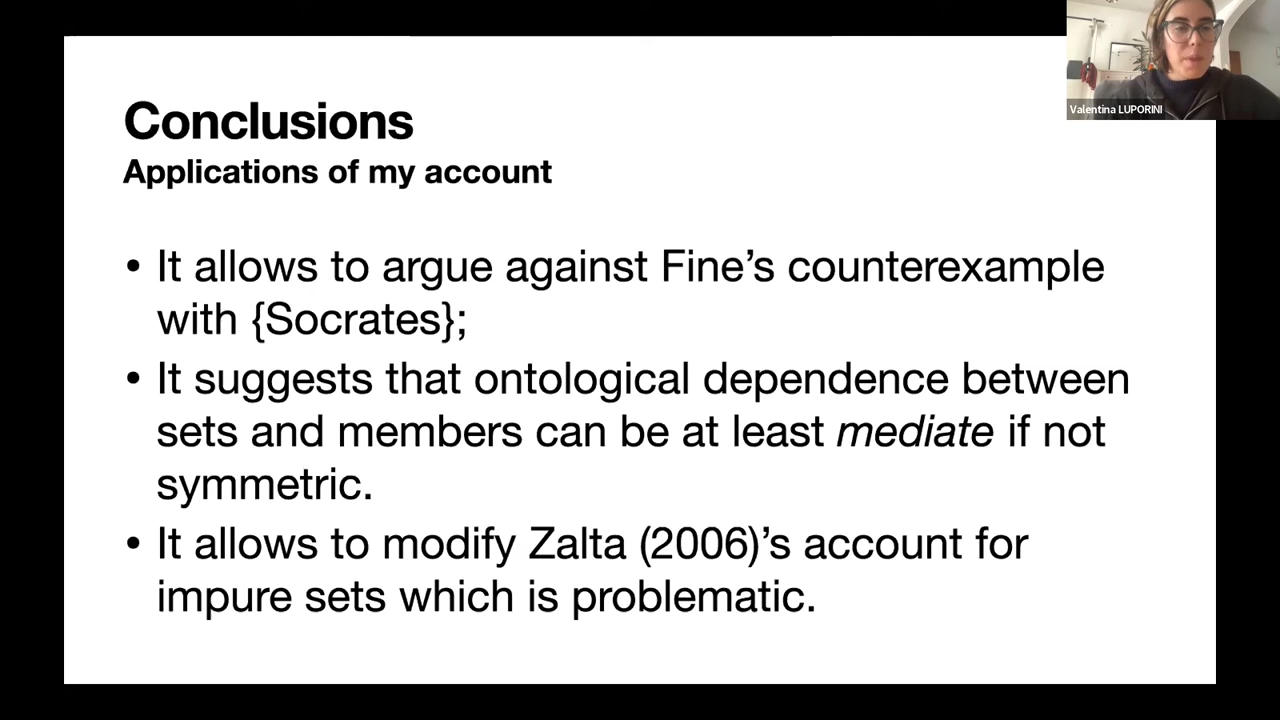 Conclusions
Applications of my account
• It allows to argue against Fine’s counterexample
with {Socrates};
• It suggests that ontological dependence between
sets and members can be at least mediate if not
symmetric.
• It allows to modify Zalta (2006)’s account for
impure sets which is problematic.
Valentina LUPORINI